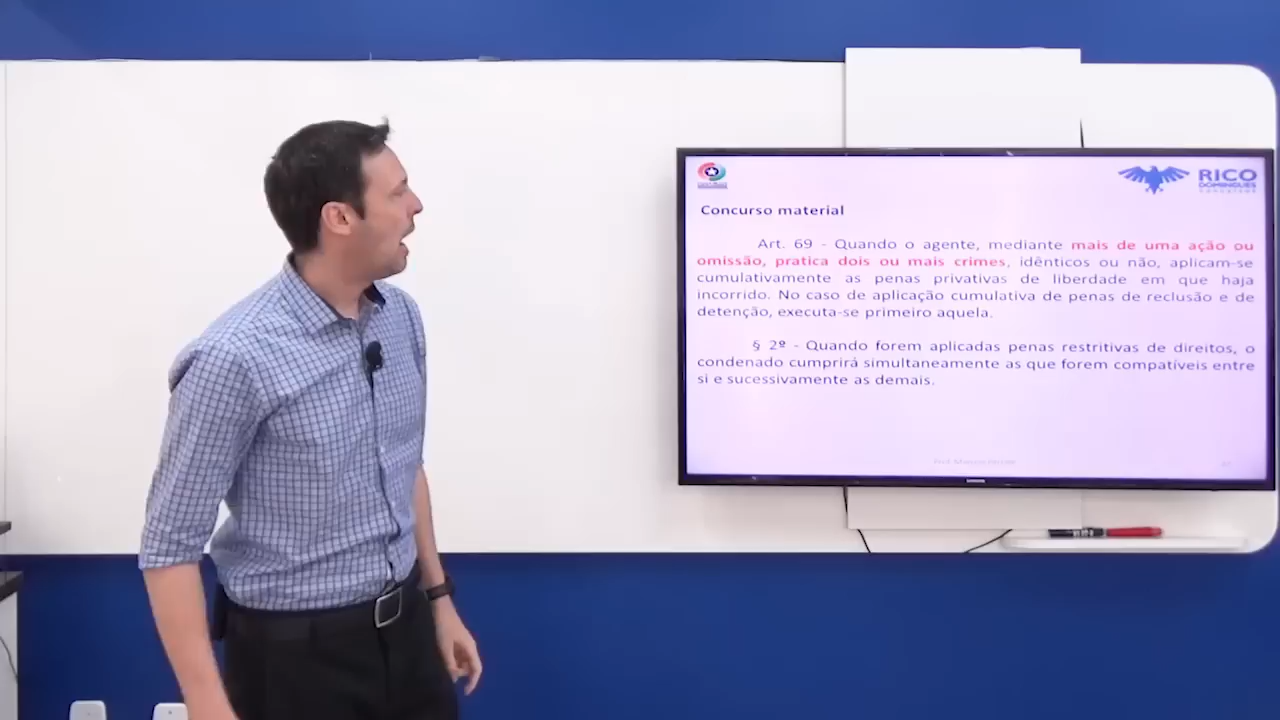 RICO
DOMINGUES
CONCURSOS
Concurso material
Art. 69 - Quando o agente, mediante mais de uma ação ou
omissão, pratica dois ou mais crimes, idênticos ou não, aplicam-se
cumulativamente as penas privativas de liberdade em que haja
incorrido. No caso de aplicação cumulativa de penas de reclusão e de
detenção, executa-se primeiro aquela.
§ 2º - Quando forem aplicadas penas restritivas de direitos, o
condenado cumprirá simultaneamente as que forem compatíveis entre
si e sucessivamente as demais.